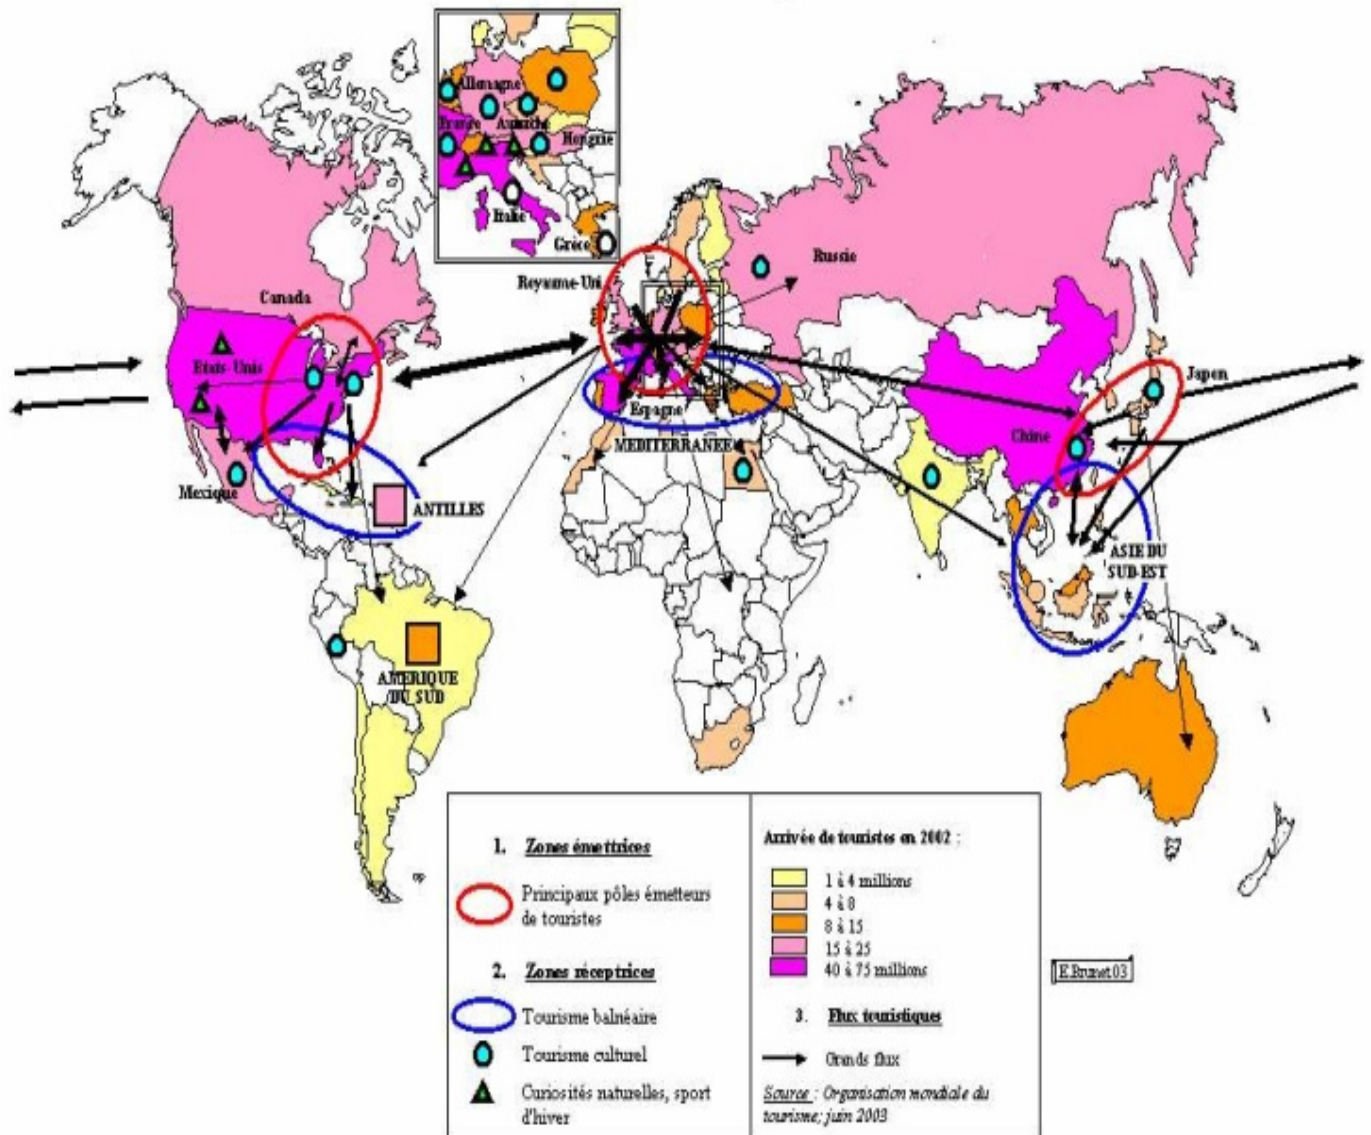 Allemagne
France Autriche
Hongrie
Italie
Grèce
Royaume-Uni
Russie
Canada
Etats-Unis
Japon
Espagne
MEDITERRANEE
Chine
Mexique
ANTILLES
ASIE DU
SUD-EST
AMERIQUE
DU SUD
1. Zones émettrices
Principaux pôles émetteurs
de touristes
2. Zones réceptrices
Tourisme balnéaire
Tourisme culturel
Curiosités naturelles, sport
d'hiver
Arrivée de touristes en 2002 :
1 à 4 millions
4 à 8
8 à 15
15 à 25
40 à 75 millions
3. Flux touristiques
Grands flux
Source : Organisation mondiale du
tourisme; juin 2003
E.Brunet03